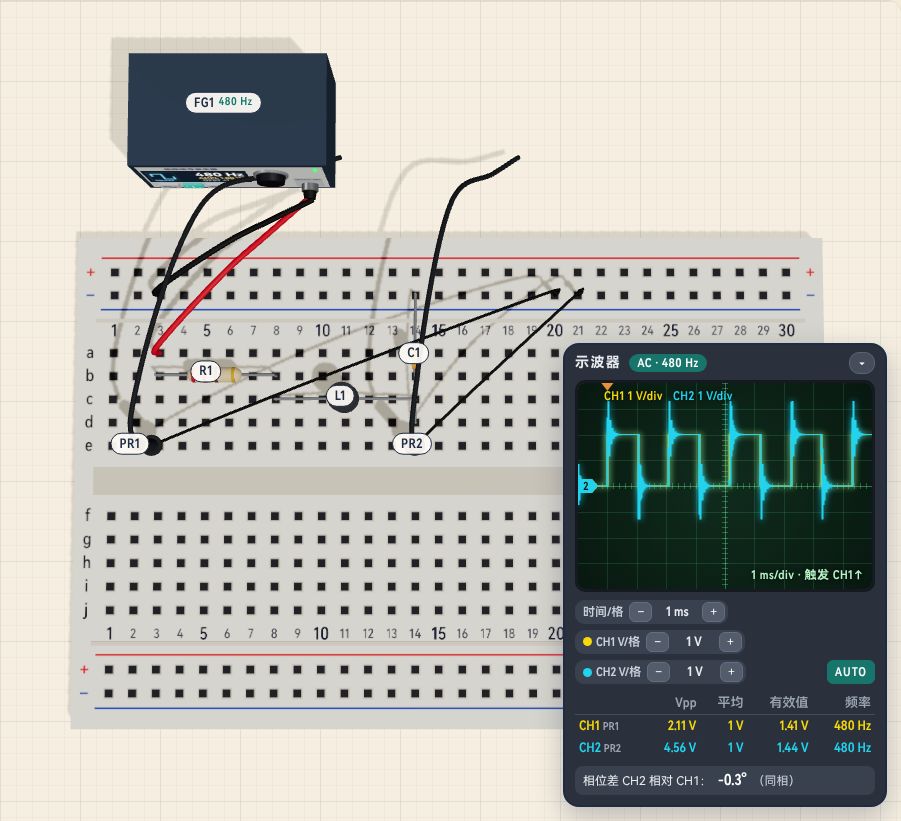 FG1 480 Hz
480 Hz
+ +
−
1 2 3 5 6 7 8 9 10 11 12 13 14 15 16 17 18 19 20 21 22 23 24 25 26 27 28 29 30
a
b
c
d
e
R1
C1
L1
PR1
PR2
f
g
h
i
j
1 2 3 4 5 6 7 8 9 10 11 12 13 14 15 16 17 18 19 20
+
−
示波器 AC · 480 Hz
CH1 1 V/div CH2 1 V/div
2
1 ms/div · 触发 CH1↑
时间/格 − 1 ms +
CH1 V/格 − 1 V +
CH2 V/格 − 1 V +
AUTO
Vpp 平均 有效值 频率
CH1 PR1 2.11 V 1 V 1.41 V 480 Hz
CH2 PR2 4.56 V 1 V 1.44 V 480 Hz
相位差 CH2 相对 CH1： -0.3° （同相）